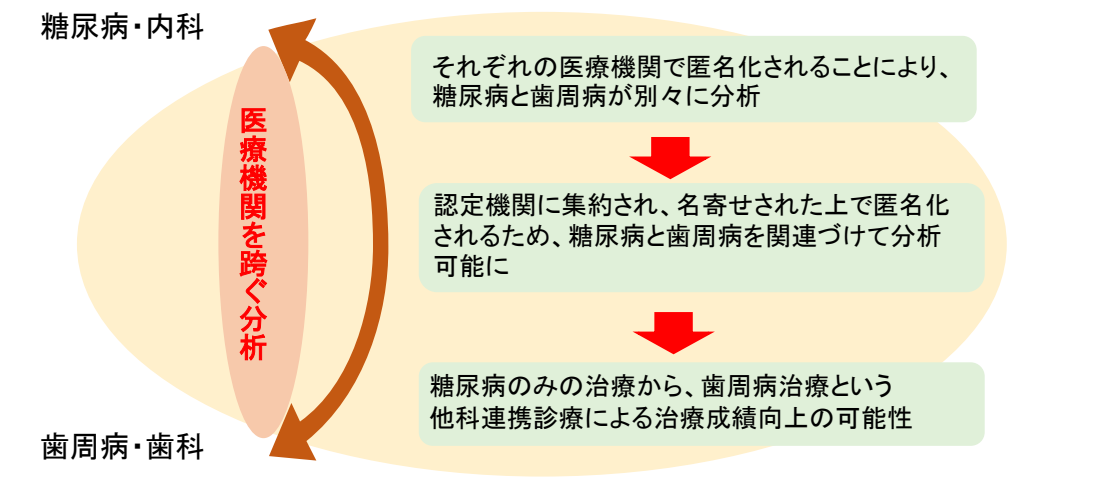 糖尿病・内科
医療機関を跨ぐ分析
歯周病・歯科
それぞれの医療機関で匿名化されることにより、
糖尿病と歯周病が別々に分析
認定機関に集約され、名寄せされた上で匿名化
されるため、糖尿病と歯周病を関連づけて分析
可能に
糖尿病のみの治療から、歯周病治療という
他科連携診療による治療成績向上の可能性